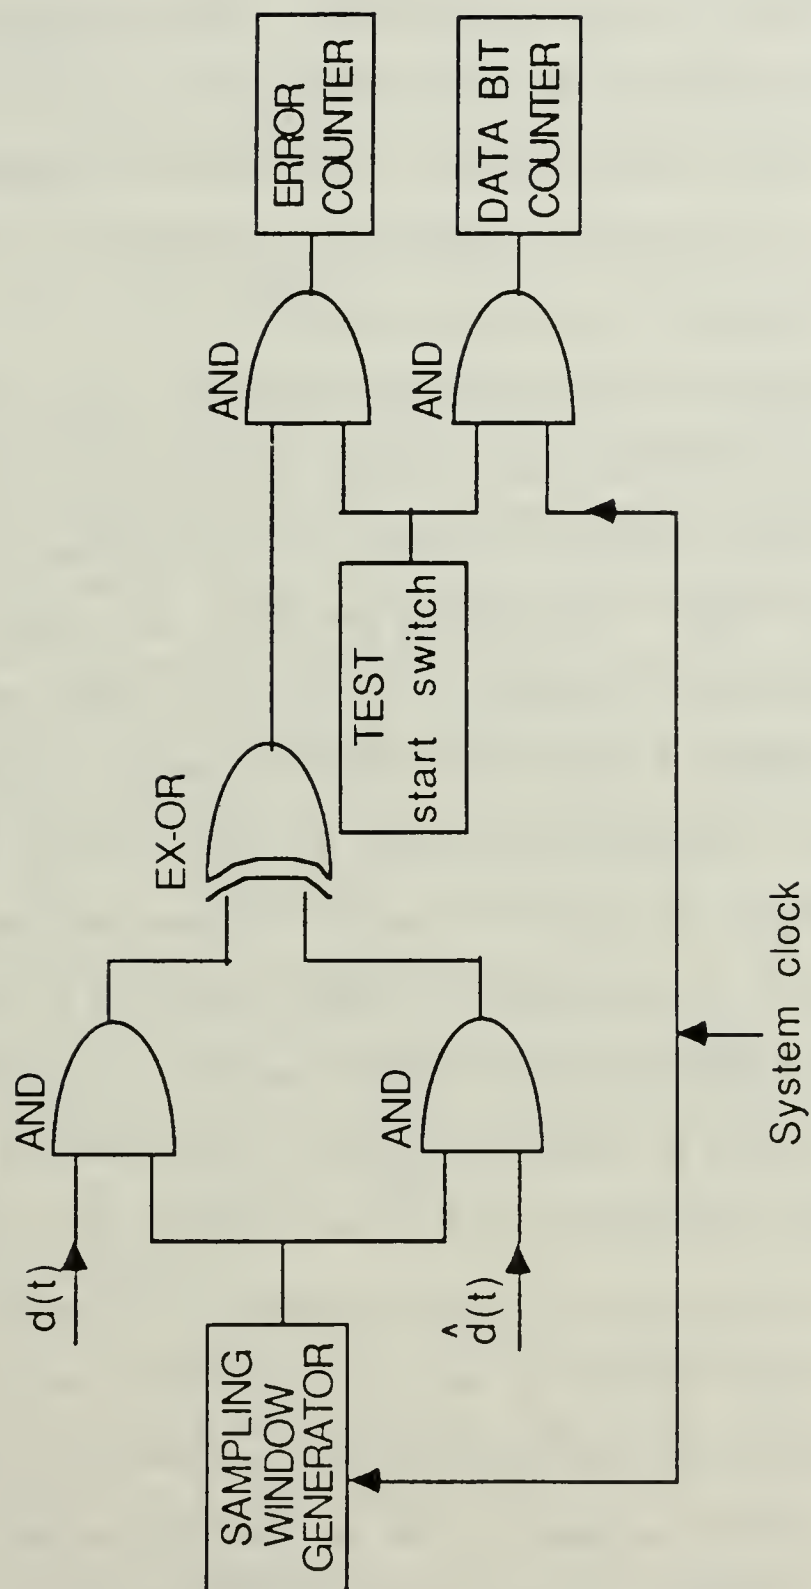 d(t)
AND
SAMPLING
WINDOW
GENERATOR
d̂(t)
AND
EX-OR
TEST
start switch
AND
ERROR
COUNTER
AND
DATA BIT
COUNTER
System clock